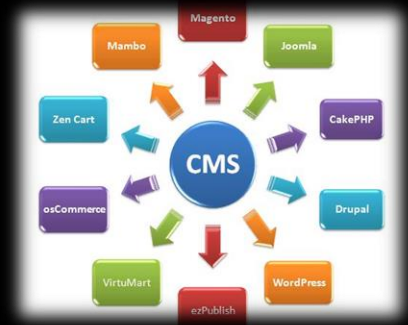 Magento
Mambo
Joomla
Zen Cart
CakePHP
CMS
osCommerce
Drupal
VirtuMart
WordPress
ezPublish